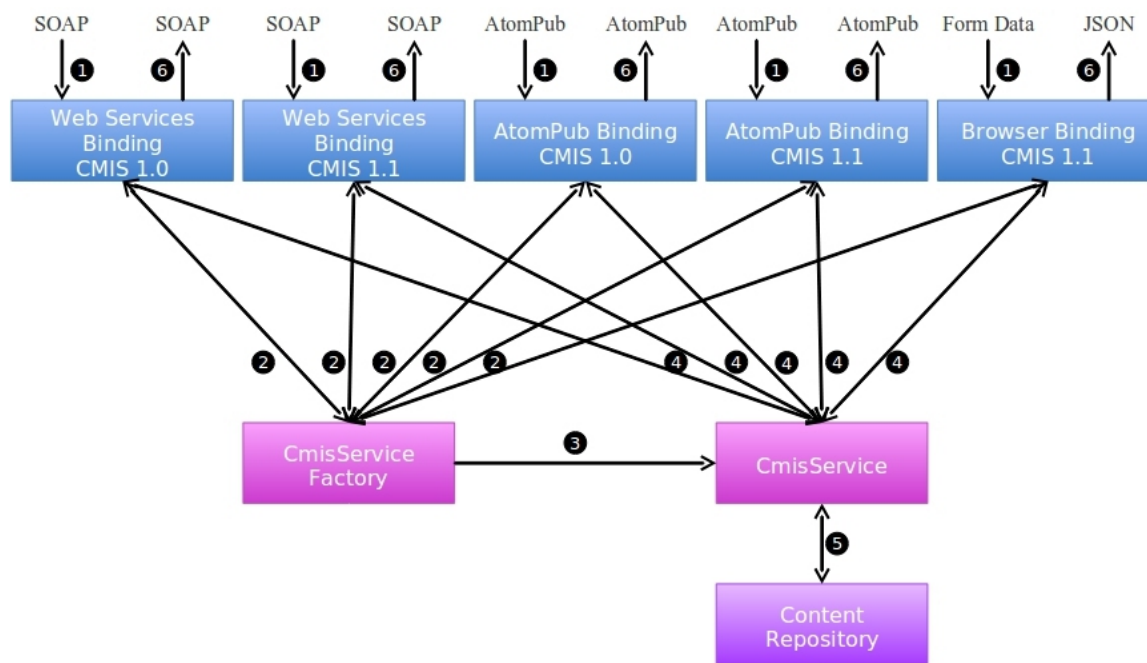 SOAP SOAP SOAP SOAP AtomPub AtomPub AtomPub AtomPub Form Data JSON
1 6 1 6 1 6 1 6 1 6
Web Services
Binding
CMIS 1.0
Web Services
Binding
CMIS 1.1
AtomPub Binding
CMIS 1.0
AtomPub Binding
CMIS 1.1
Browser Binding
CMIS 1.1
2 2 2 2 2 4 4 4 4 4
CmisService
Factory
3
CmisService
5
Content
Repository